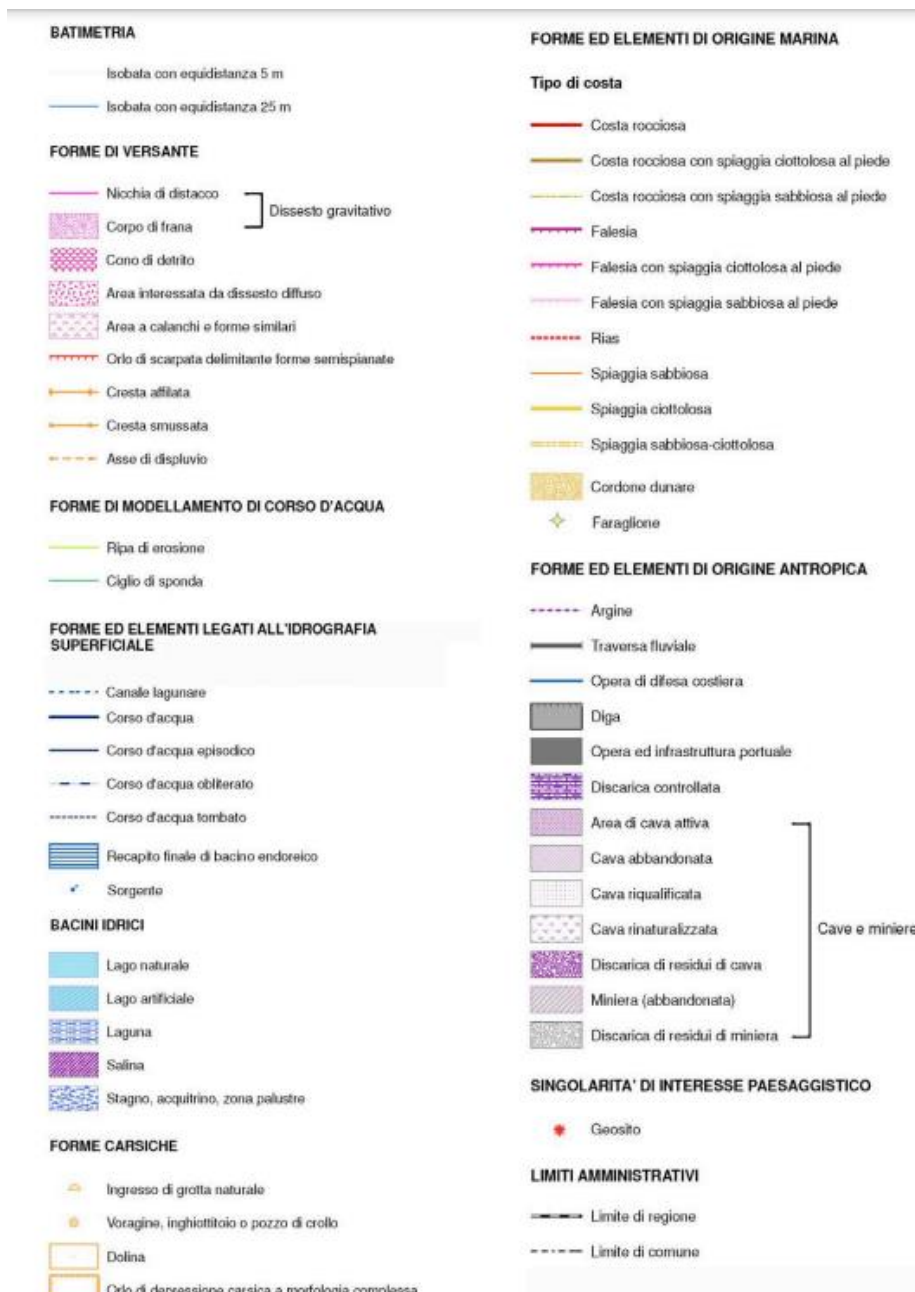 BATIMETRIA
Isobata con equidistanza 5 m
Isobata con equidistanza 25 m
FORME DI VERSANTE
Nicchia di distacco
Corpo di frana
Dissesto gravitativo
Cono di detrito
Area interessata da dissesto diffuso
Area a calanchi e forme similari
Orlo di scarpata delimitante forme semispianate
Cresta affilata
Cresta smussata
Asse di displuvio
FORME DI MODELLAMENTO DI CORSO D'ACQUA
Ripa di erosione
Ciglio di sponda
FORME ED ELEMENTI LEGATI ALL'IDROGRAFIA
SUPERFICIALE
Canale lagunare
Corso d'acqua
Corso d'acqua episodico
Corso d'acqua obliterato
Corso d'acqua tombato
Recapito finale di bacino endoreico
Sorgente
BACINI IDRICI
Lago naturale
Lago artificiale
Laguna
Salina
Stagno, acquitrino, zona palustre
FORME CARSICHE
Ingresso di grotta naturale
Voragine, inghiottitoio o pozzo di crollo
Dolina
Orlo di depressione carsica a morfologia complessa
FORME ED ELEMENTI DI ORIGINE MARINA
Tipo di costa
Costa rocciosa
Costa rocciosa con spiaggia ciottolosa al piede
Costa rocciosa con spiaggia sabbiosa al piede
Falesia
Falesia con spiaggia ciottolosa al piede
Falesia con spiaggia sabbiosa al piede
Rias
Spiaggia sabbiosa
Spiaggia ciottolosa
Spiaggia sabbiosa-ciottolosa
Cordone dunare
Faraglione
FORME ED ELEMENTI DI ORIGINE ANTROPICA
Argine
Traversa fluviale
Opera di difesa costiera
Diga
Opera ed infrastruttura portuale
Discarica controllata
Area di cava attiva
Cava abbandonata
Cava riqualificata
Cava rinaturalizzata
Cave e miniere
Discarica di residui di cava
Miniera (abbandonata)
Discarica di residui di miniera
SINGOLARITA' DI INTERESSE PAESAGGISTICO
Geosito
LIMITI AMMINISTRATIVI
Limite di regione
Limite di comune